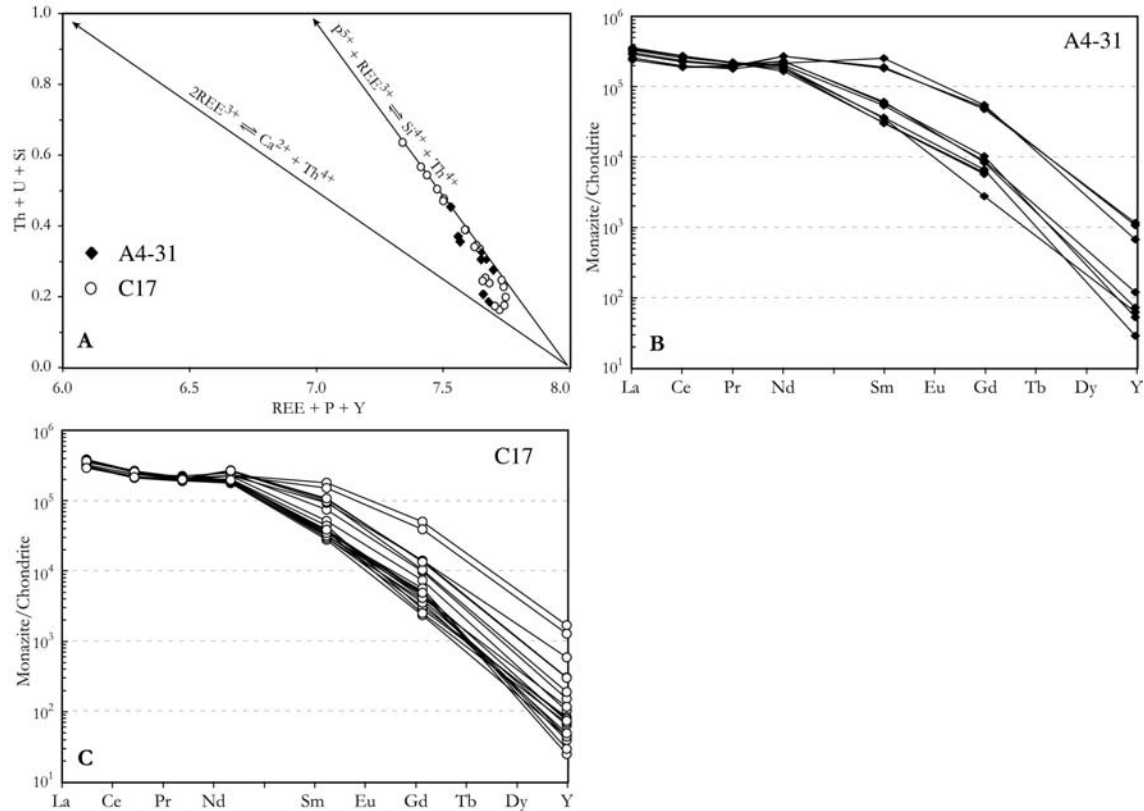 1.0
0.8
0.6
0.4
0.2
0.0
Th + U + Si
2REE3+ ⇌ Ca2+ + Th4+
P5+ + REE3+ ⇌ Si4+ + Th4+
A4-31
C17
A
6.0 6.5 7.0 7.5 8.0
REE + P + Y
A4-31
10^6
10^5
10^4
10^3
10^2
10^1
Monazite/Chondrite
B
La Ce Pr Nd Sm Eu Gd Tb Dy Y
C17
10^6
10^5
10^4
10^3
10^2
10^1
Monazite/Chondrite
C
La Ce Pr Nd Sm Eu Gd Tb Dy Y